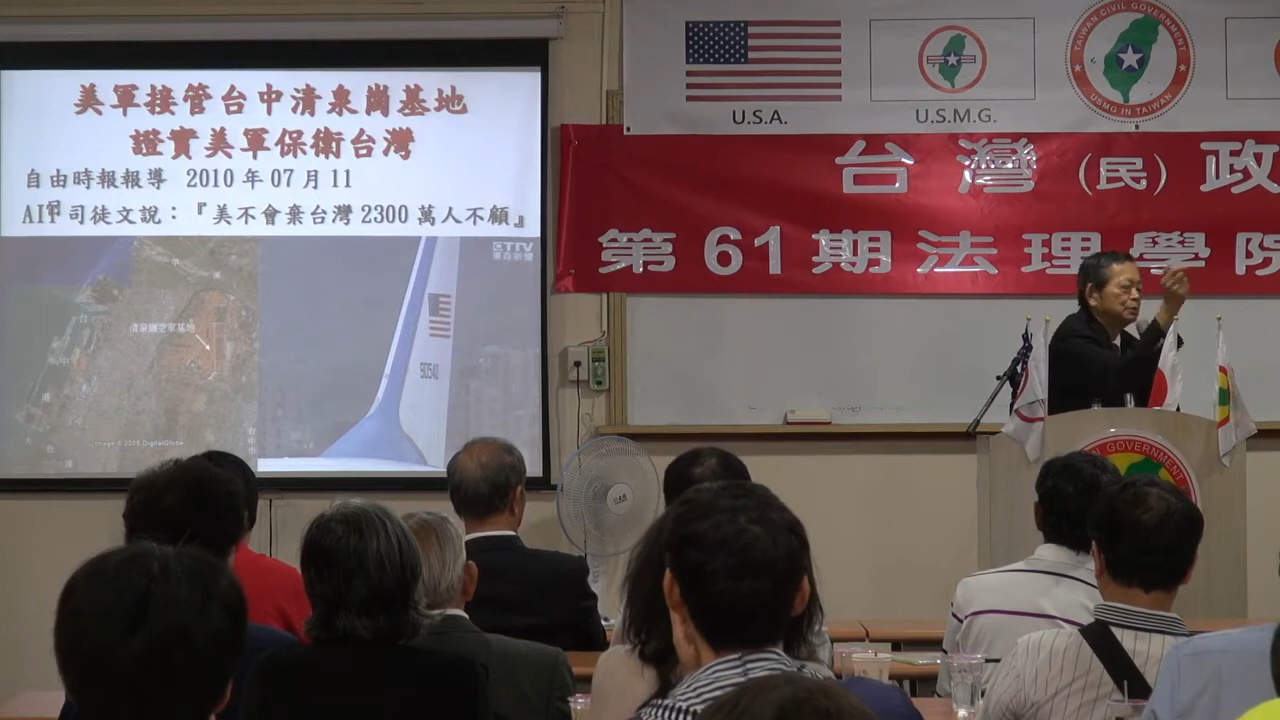 美軍接管台中清泉崗基地
證實美軍保衛台灣
自由時報報導 2010 年 07 月 11
司徒文說：『美不會棄台灣 2300 萬人不顧』
東森新聞
清泉崗空軍基地
Image © 2005 DigitalGlobe
90540
U.S.A.
U.S.M.G.
TAIWAN CIVIL GOVERNMENT
USMG IN TAIWAN
台灣（民）政
第61期法理學院
GOVERNMENT